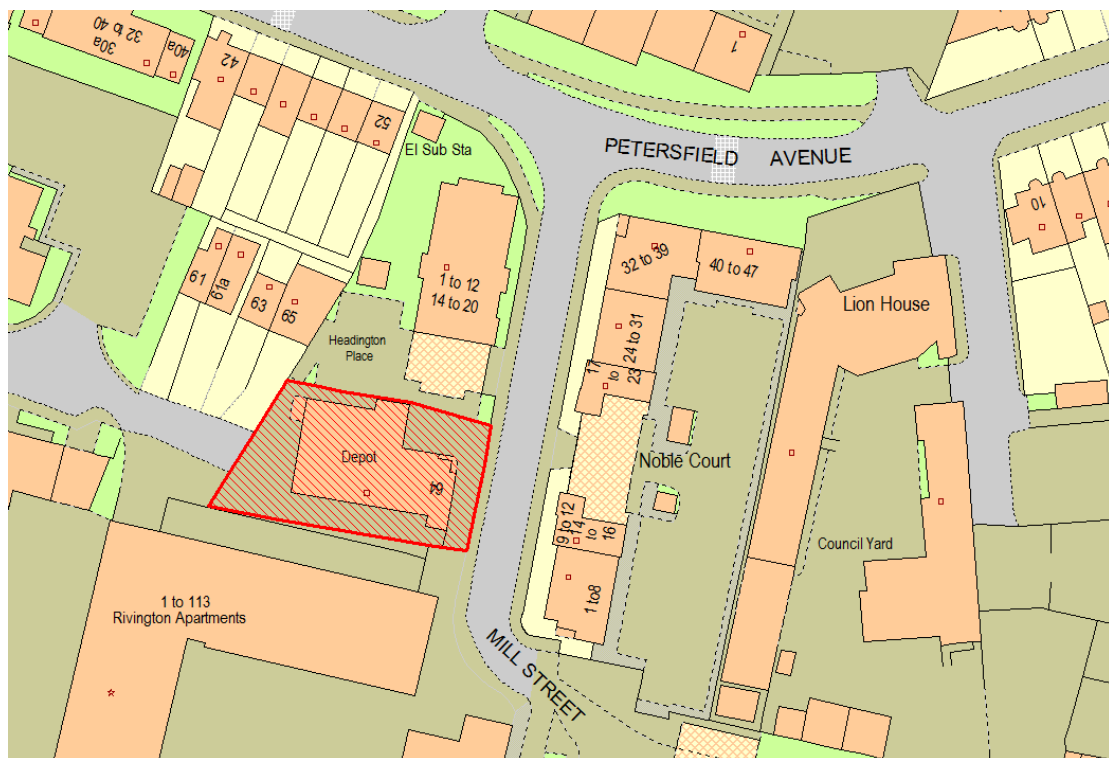 30a
32 to 40
40a
42
52
El Sub Sta
1
PETERSFIELD AVENUE
10
61
61a
63
65
1 to 12
14 to 20
Headington
Place
32 to 39
40 to 47
24 to 31
17
to
23
Lion House
Depot
64
Noble Court
9 to 12
14
to
16
1 to8
Council Yard
1 to 113
Rivington Apartments
MILL STREET